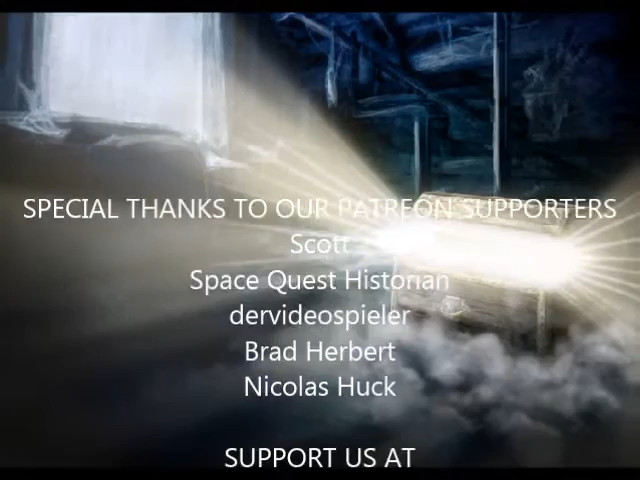 SPECIAL THANKS TO OUR PATREON SUPPORTERS
Scott
Space Quest Historian
dervideospieler
Brad Herbert
Nicolas Huck
SUPPORT US AT